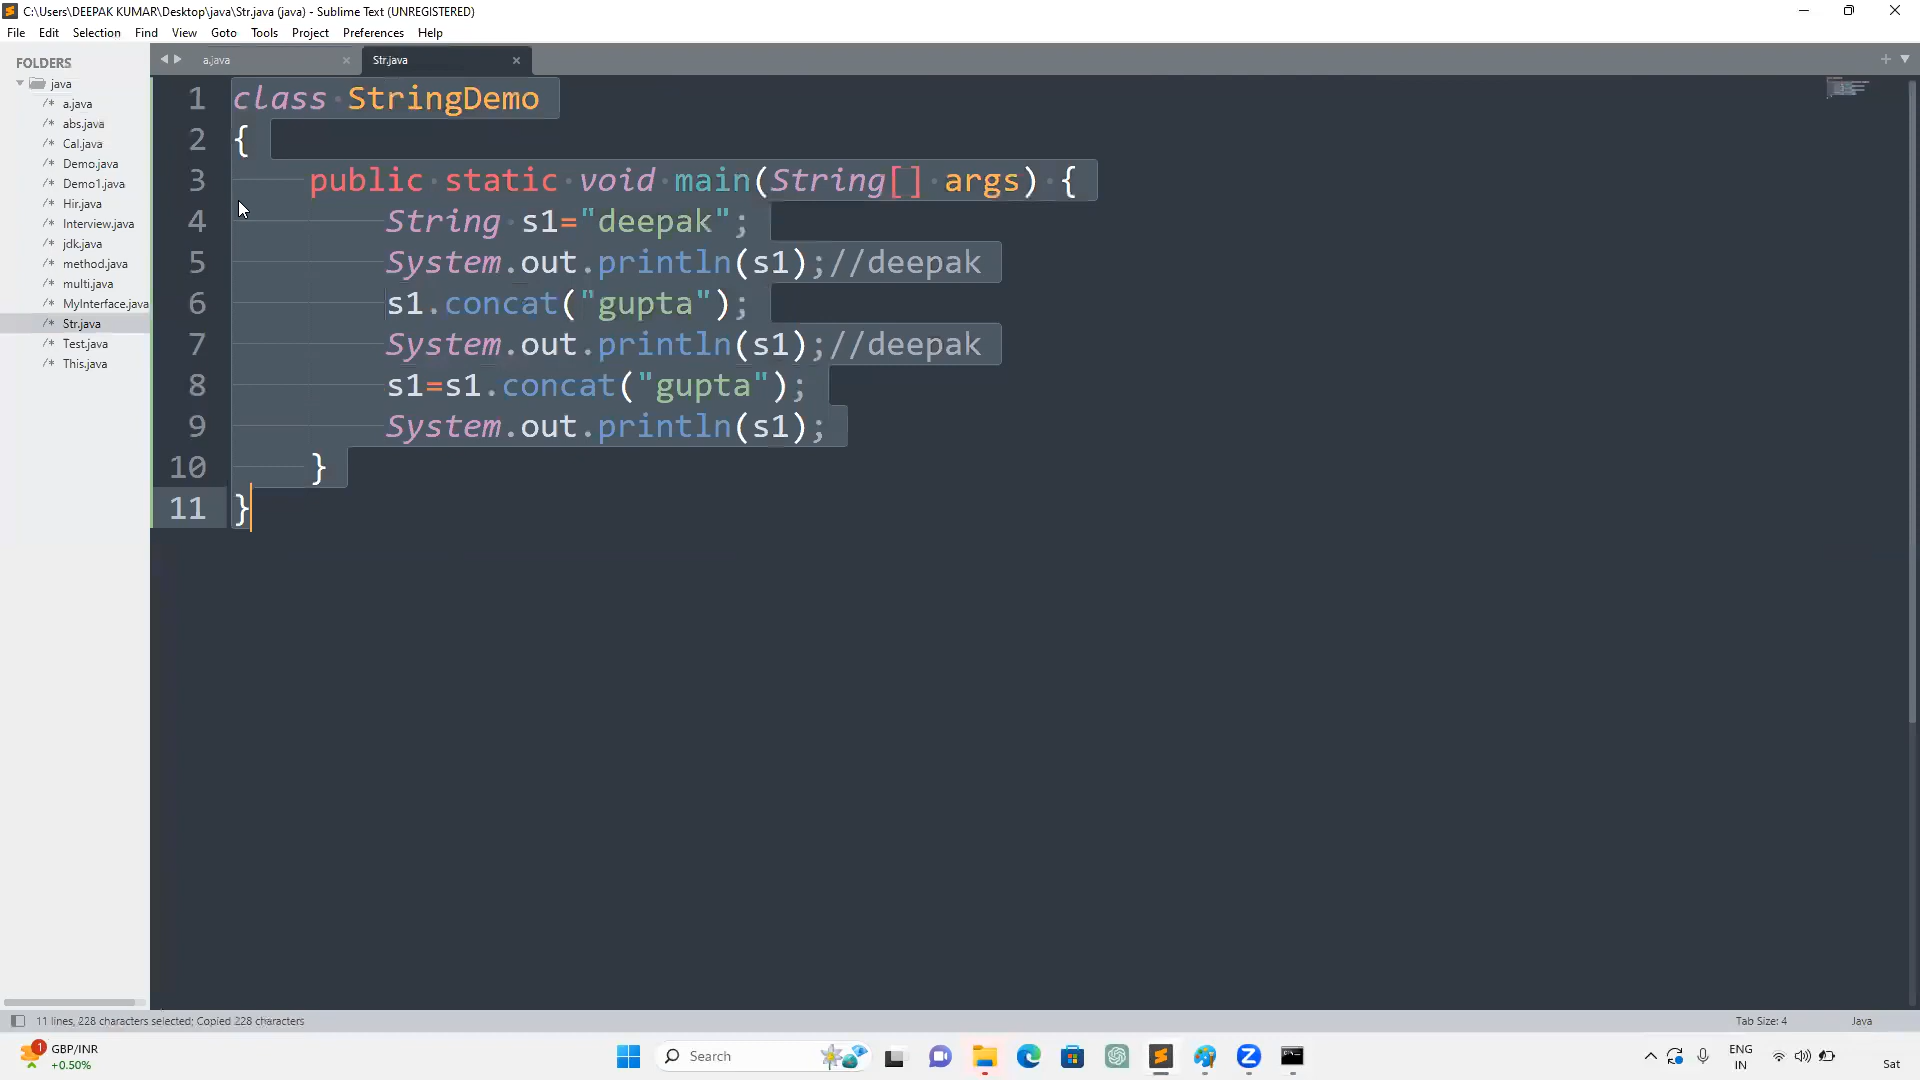 C:\Users\DEEPAK KUMAR\Desktop\java\Str.java (java) - Sublime Text (UNREGISTERED)
File Edit Selection Find View Goto Tools Project Preferences Help
FOLDERS
java
a.java
abs.java
Cal.java
Demo.java
Demo1.java
Hir.java
Interview.java
jdk.java
method.java
multi.java
MyInterface.java
Str.java
Test.java
This.java
a.java Str.java
1 class StringDemo
2 {
3 public static void main(String[] args) {
4 String s1="deepak";
5 System.out.println(s1);//deepak
6 s1.concat("gupta");
7 System.out.println(s1);//deepak
8 s1=s1.concat("gupta");
9 System.out.println(s1);
10 }
11 }
11 lines, 228 characters selected; Copied 228 characters Tab Size: 4 Java
1 GBP/INR
+0.50%
Search
ENG
IN
Sat